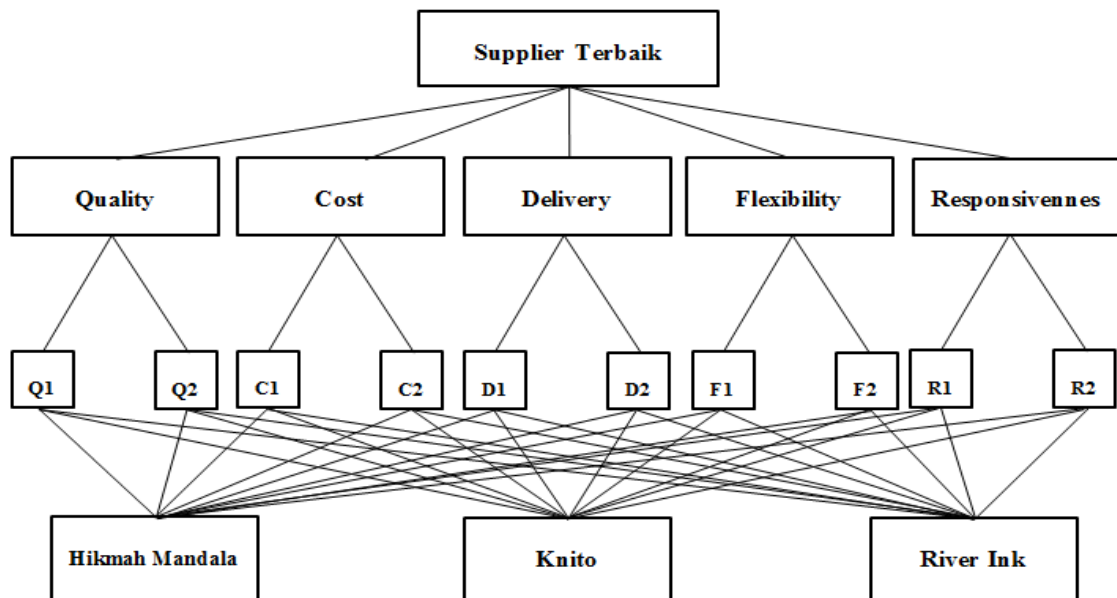 Supplier Terbaik
Quality
Cost
Delivery
Flexibility
Responsivennes
Q1
Q2
C1
C2
D1
D2
F1
F2
R1
R2
Hikmah Mandala
Knito
River Ink